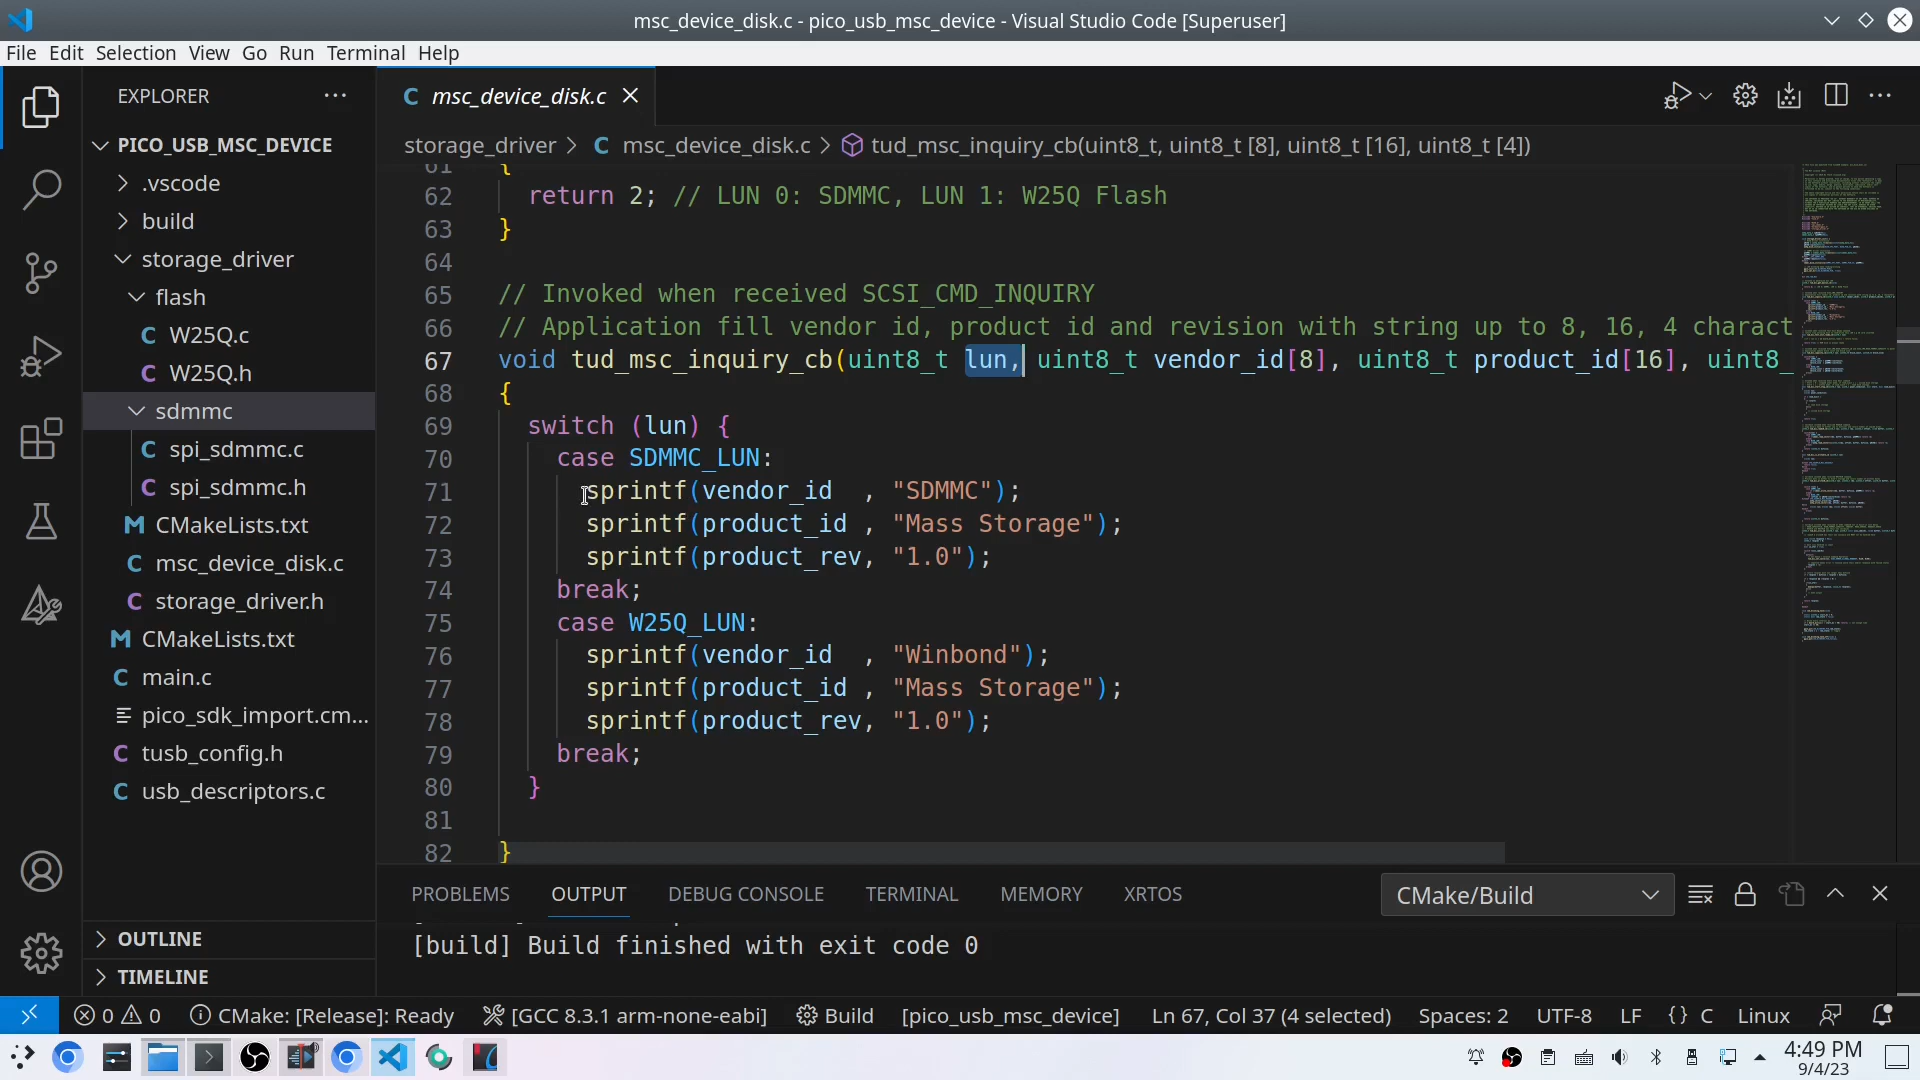 msc_device_disk.c - pico_usb_msc_device - Visual Studio Code [Superuser]
File Edit Selection View Go Run Terminal Help
EXPLORER
PICO_USB_MSC_DEVICE
.vscode
build
storage_driver
flash
C W25Q.c
C W25Q.h
sdmmc
C spi_sdmmc.c
C spi_sdmmc.h
M CMakeLists.txt
C msc_device_disk.c
C storage_driver.h
M CMakeLists.txt
C main.c
pico_sdk_import.cm...
C tusb_config.h
C usb_descriptors.c
OUTLINE
TIMELINE
C msc_device_disk.c
storage_driver > C msc_device_disk.c > tud_msc_inquiry_cb(uint8_t, uint8_t [8], uint8_t [16], uint8_t [4])
61 {
62 return 2; // LUN 0: SDMMC, LUN 1: W25Q Flash
63 }
64
65 // Invoked when received SCSI_CMD_INQUIRY
66 // Application fill vendor id, product id and revision with string up to 8, 16, 4 charact
67 void tud_msc_inquiry_cb(uint8_t lun, uint8_t vendor_id[8], uint8_t product_id[16], uint8_
68 {
69 switch (lun) {
70 case SDMMC_LUN:
71 sprintf(vendor_id  , "SDMMC");
72 sprintf(product_id , "Mass Storage");
73 sprintf(product_rev, "1.0");
74 break;
75 case W25Q_LUN:
76 sprintf(vendor_id  , "Winbond");
77 sprintf(product_id , "Mass Storage");
78 sprintf(product_rev, "1.0");
79 break;
80 }
81
82 }
PROBLEMS OUTPUT DEBUG CONSOLE TERMINAL MEMORY XRTOS CMake/Build
[build] Build finished with exit code 0
0 0 CMake: [Release]: Ready [GCC 8.3.1 arm-none-eabi] Build [pico_usb_msc_device] Ln 67, Col 37 (4 selected) Spaces: 2 UTF-8 LF {} C Linux
4:49 PM
9/4/23